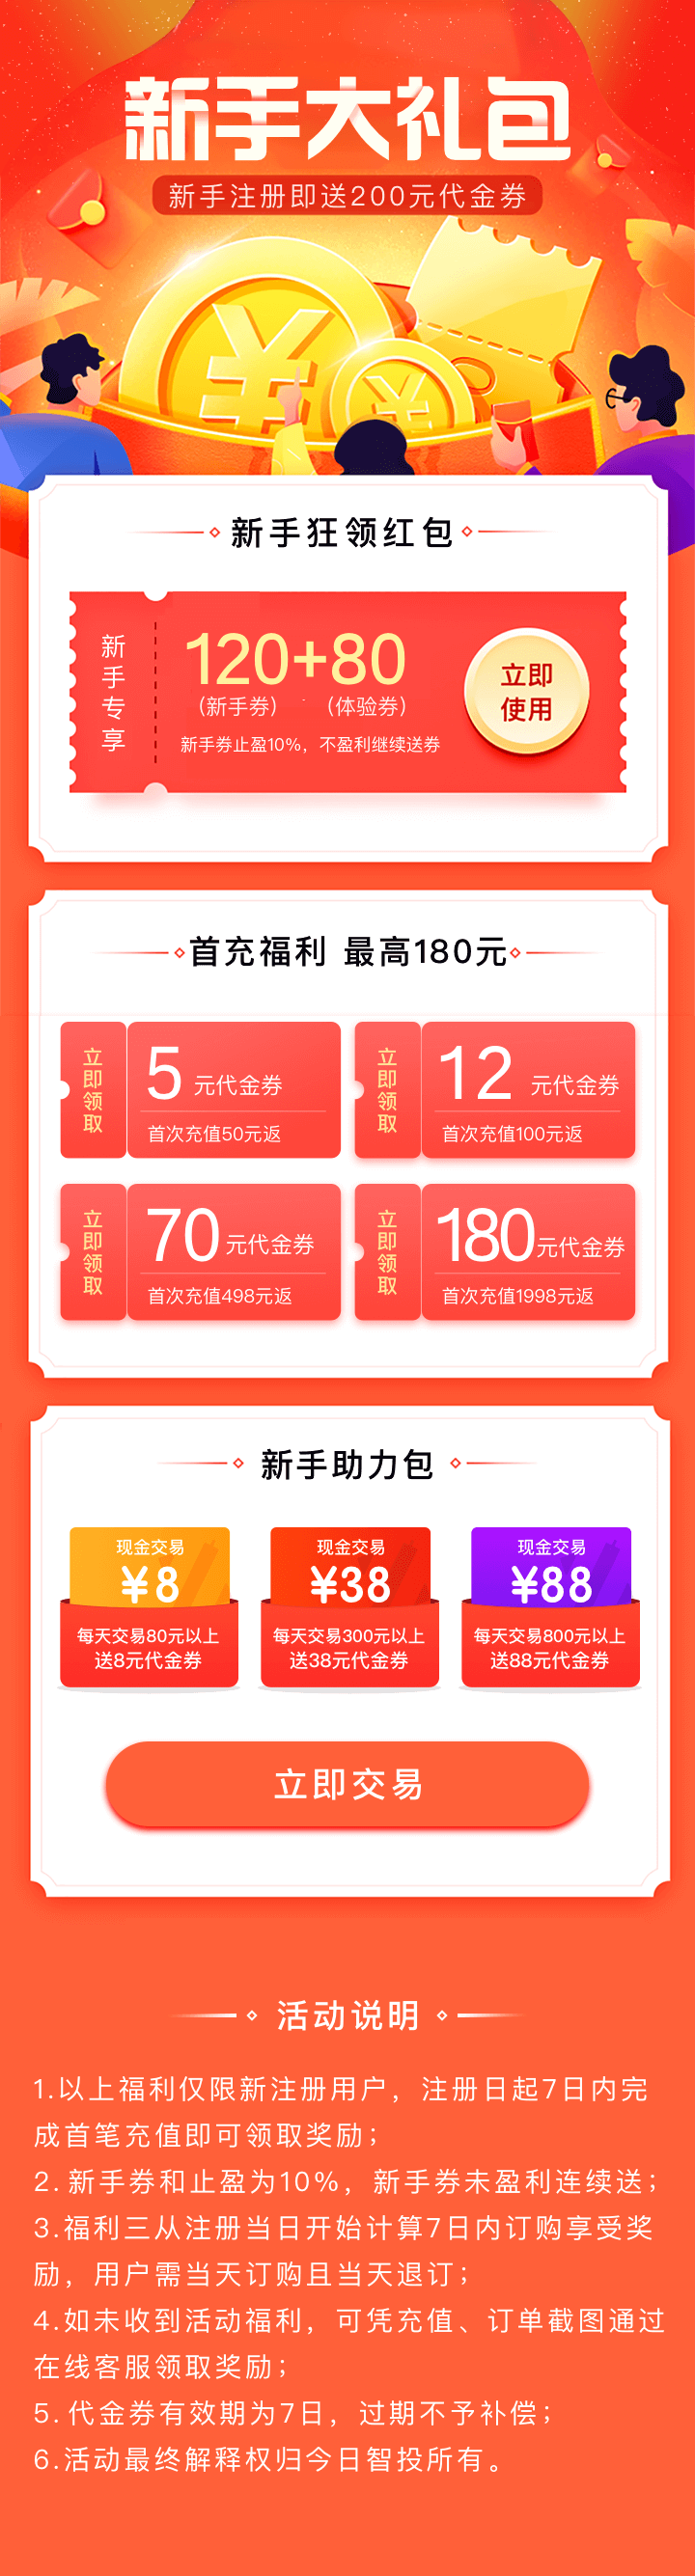 新手大礼包
新手注册即送200元代金券
新手狂领红包
新手专享
120+80
(新手券) · (体验券)
新手券止盈10%，不盈利继续送券
立即
使用
首充福利 最高180元
立即领取
5 元代金券
首次充值50元返
立即领取
12 元代金券
首次充值100元返
立即领取
70 元代金券
首次充值498元返
立即领取
180元代金券
首次充值1998元返
新手助力包
现金交易
¥8
每天交易80元以上
送8元代金券
现金交易
¥38
每天交易300元以上
送38元代金券
现金交易
¥88
每天交易800元以上
送88元代金券
立即交易
活动说明
1.以上福利仅限新注册用户，注册日起7日内完
成首笔充值即可领取奖励；
2. 新手券和止盈为10%，新手券未盈利连续送；
3.福利三从注册当日开始计算7日内订购享受奖
励，用户需当天订购且当天退订；
4.如未收到活动福利，可凭充值、订单截图通过
在线客服领取奖励；
5. 代金券有效期为7日，过期不予补偿；
6.活动最终解释权归今日智投所有。